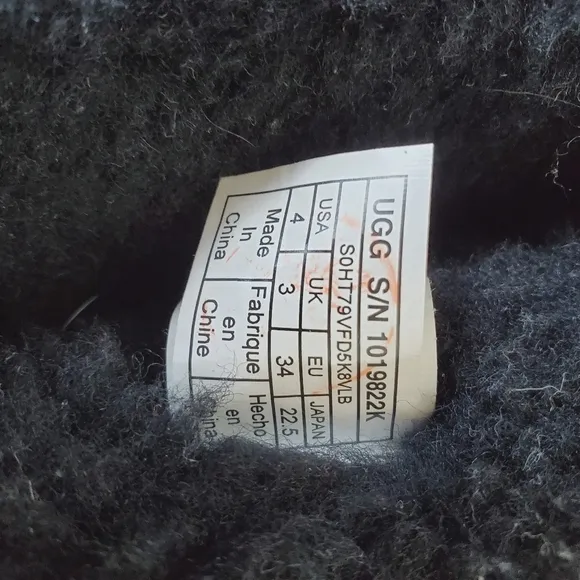 UGG S/N 1019822K
S0HT79VFD5K8VLB
USA UK EU JAPAN
4 3 34 22.5
Made Fabrique Hecho
In en en
China Chine